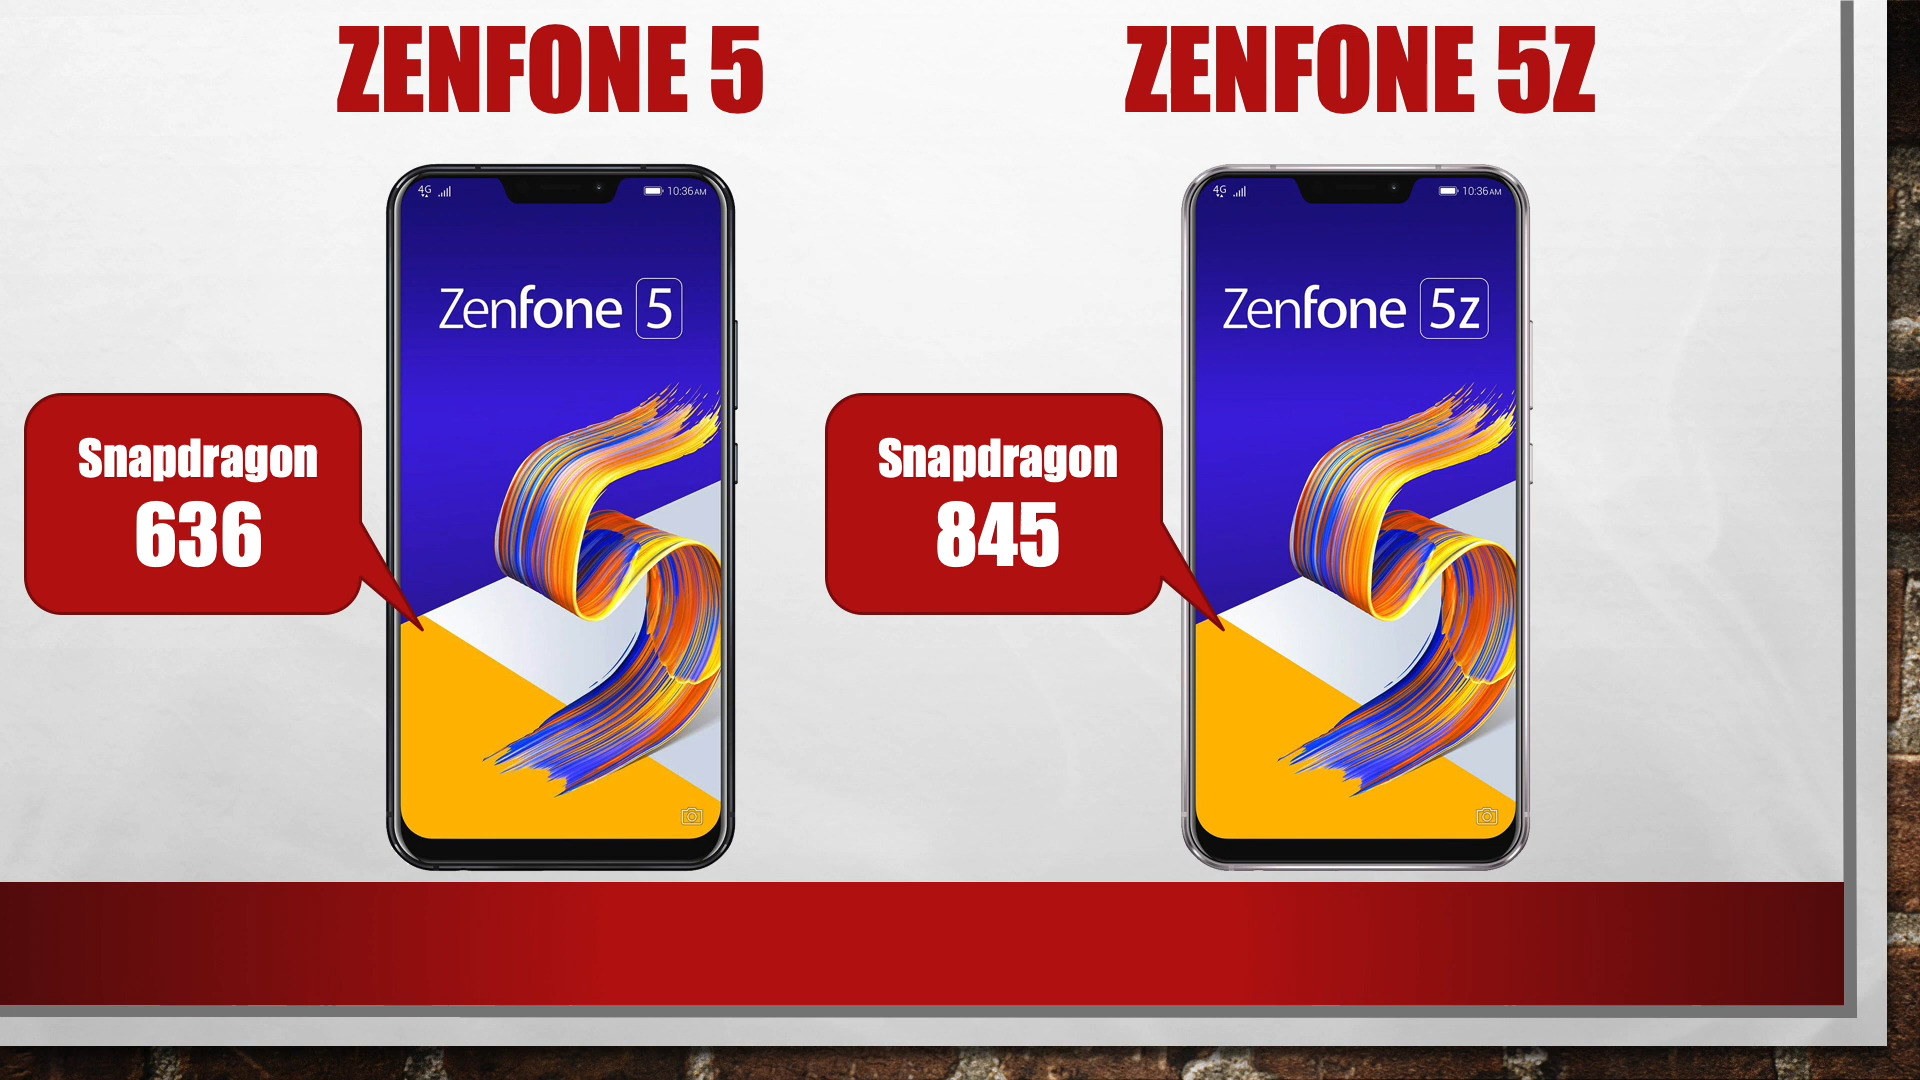 ZENFONE 5
4G 10:36AM
Zenfone 5
Snapdragon
636
ZENFONE 5Z
4G 10:36AM
Zenfone 5z
Snapdragon
845